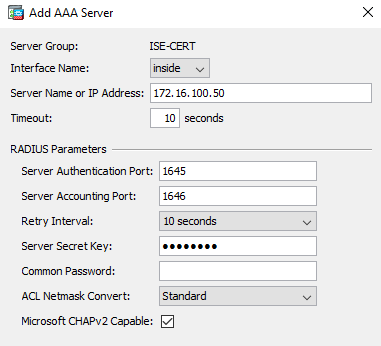 Add AAA Server
Server Group: ISE-CERT
Interface Name: inside
Server Name or IP Address: 172.16.100.50
Timeout: 10 seconds
RADIUS Parameters
Server Authentication Port: 1645
Server Accounting Port: 1646
Retry Interval: 10 seconds
Server Secret Key: ●●●●●●●●
Common Password:
ACL Netmask Convert: Standard
Microsoft CHAPv2 Capable: